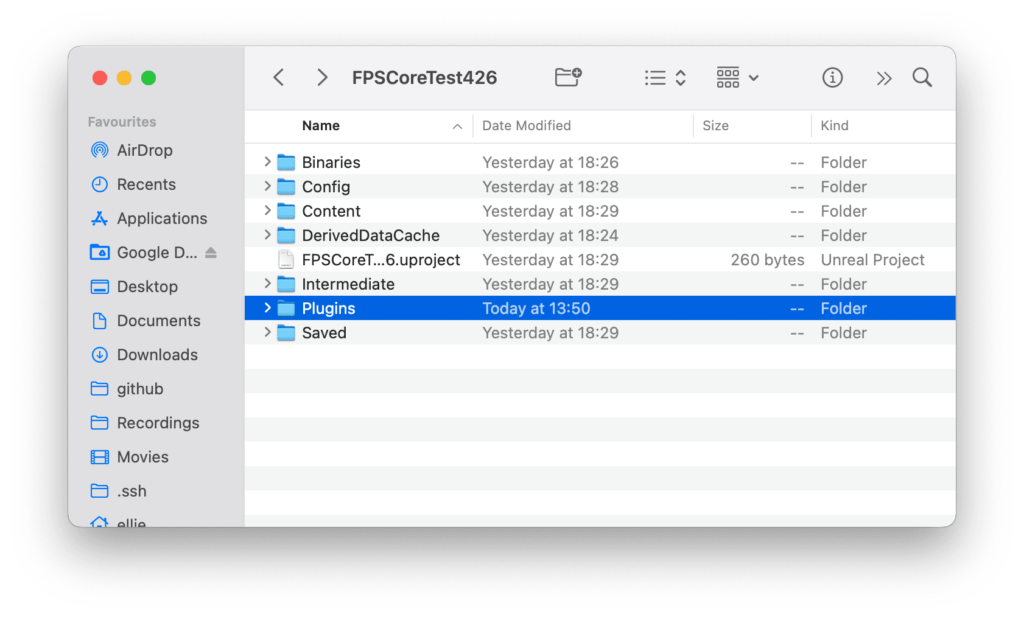 FPSCoreTest426
Favourites
AirDrop
Recents
Applications
Google D...
Desktop
Documents
Downloads
github
Recordings
Movies
.ssh
ellie
Name Date Modified Size Kind
Binaries Yesterday at 18:26 -- Folder
Config Yesterday at 18:28 -- Folder
Content Yesterday at 18:29 -- Folder
DerivedDataCache Yesterday at 18:24 -- Folder
FPSCoreT...6.uproject Yesterday at 18:29 260 bytes Unreal Project
Intermediate Yesterday at 18:29 -- Folder
Plugins Today at 13:50 -- Folder
Saved Yesterday at 18:29 -- Folder